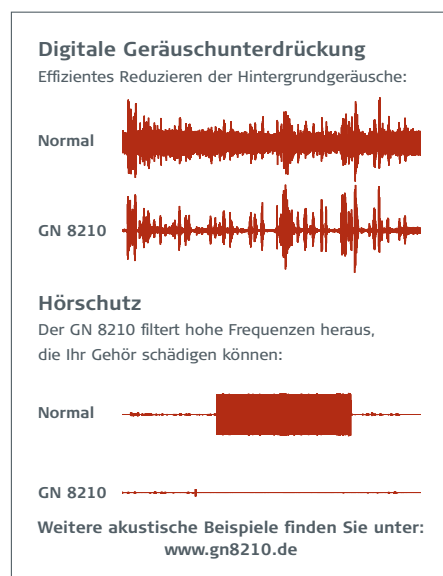 Digitale Geräuschunterdrückung
Effizientes Reduzieren der Hintergrundgeräusche:
Normal
GN 8210
Hörschutz
Der GN 8210 filtert hohe Frequenzen heraus,
die Ihr Gehör schädigen können:
Normal
GN 8210
Weitere akustische Beispiele finden Sie unter:
www.gn8210.de